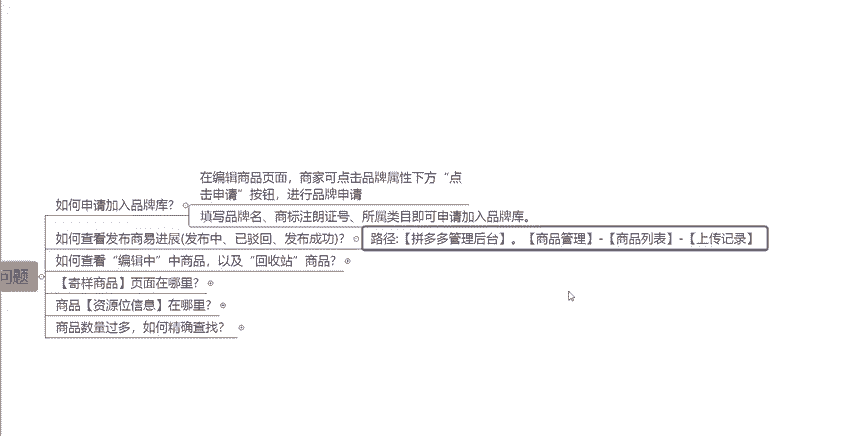 在编辑商品页面，商家可点击品牌属性下方“点
击申请”按钮，进行品牌申请
如何申请加入品牌库？
填写品牌名、商标注朗证号、所属类目即可申请加入品牌库。
如何查看发布商易进展(发布中、已驳回、发布成功)？
路径:【拼多多管理后台】。【商品管理】-【商品列表】-【上传记录】
如何查看“编辑中”中商品，以及“回收站”商品？
问题
【寄样商品】页面在哪里？
商品【资源位信息】在哪里？
商品数量过多，如何精确查找？